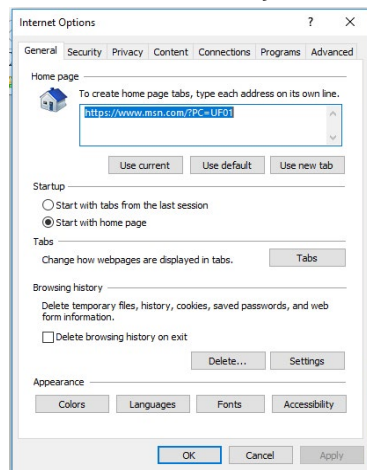 Internet Options ? X
General Security Privacy Content Connections Programs Advanced
Home page
To create home page tabs, type each address on its own line.
https://www.msn.com/?PC=UF01
Use current Use default Use new tab
Startup
Start with tabs from the last session
Start with home page
Tabs
Change how webpages are displayed in tabs. Tabs
Browsing history
Delete temporary files, history, cookies, saved passwords, and web
form information.
Delete browsing history on exit
Delete... Settings
Appearance
Colors Languages Fonts Accessibility
OK Cancel Apply